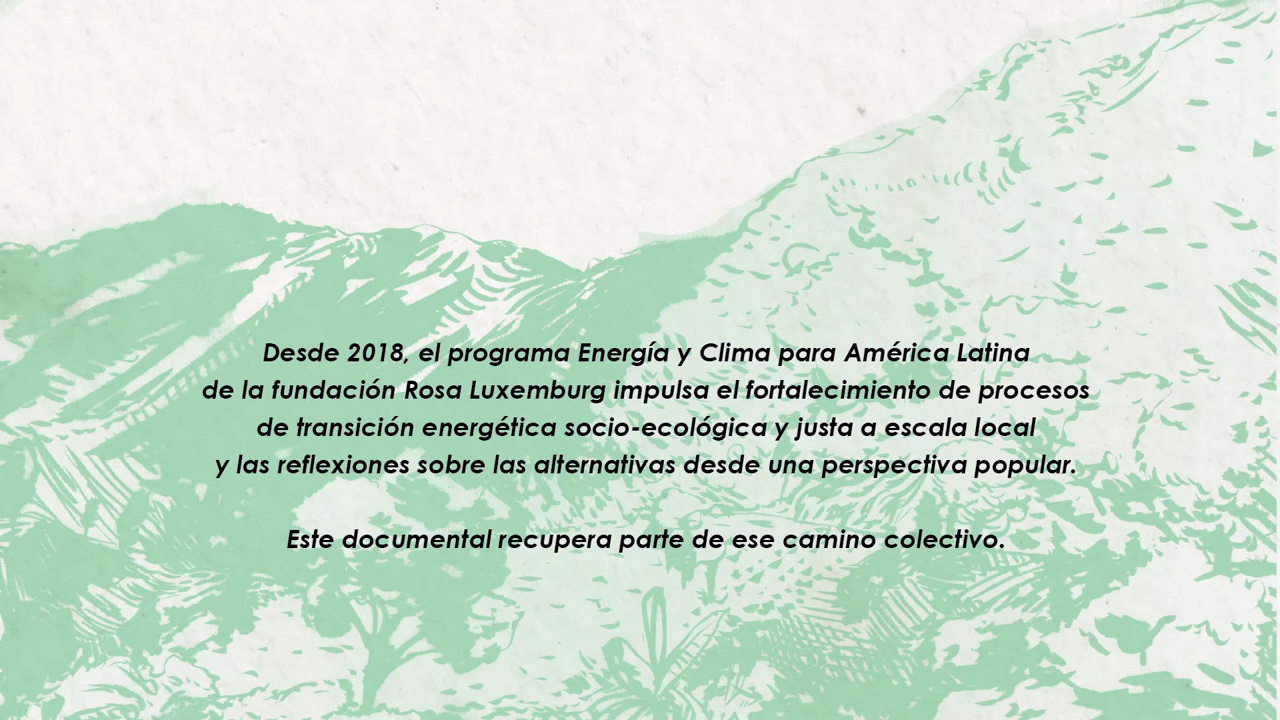 Desde 2018, el programa Energía y Clima para América Latina
de la fundación Rosa Luxemburg impulsa el fortalecimiento de procesos
de transición energética socio-ecológica y justa a escala local
y las reflexiones sobre las alternativas desde una perspectiva popular.
Este documental recupera parte de ese camino colectivo.